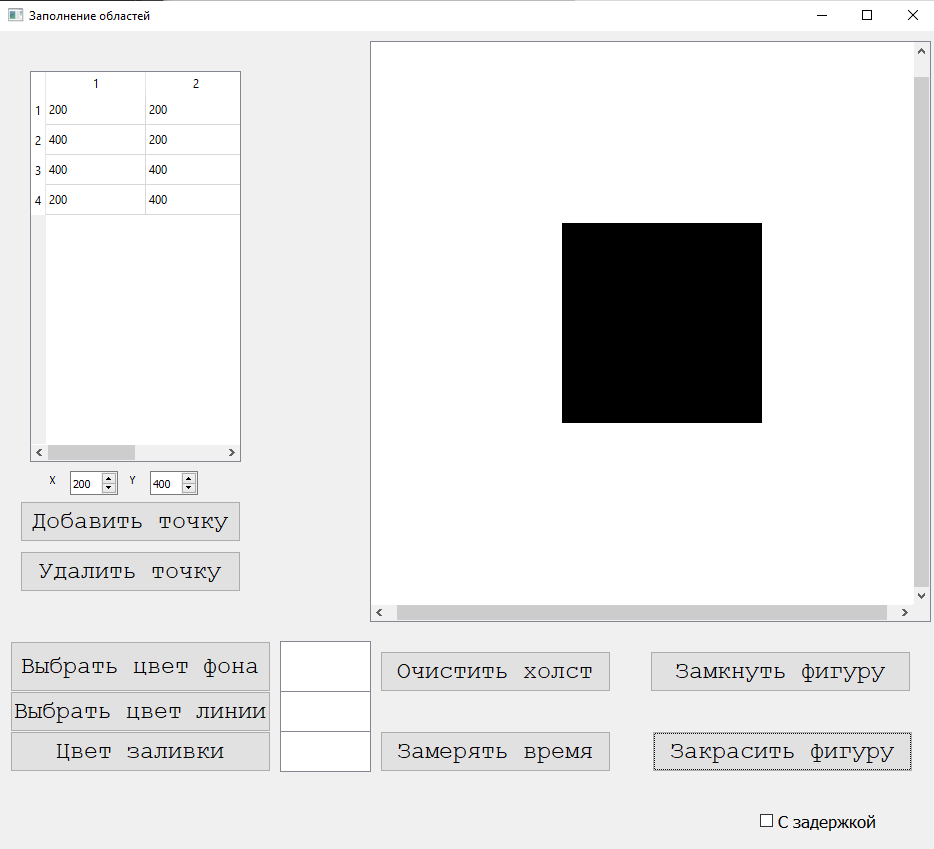 Заполнение областей
1 2
1 200 200
2 400 200
3 400 400
4 200 400
X 200 Y 400
Добавить точку
Удалить точку
Выбрать цвет фона
Очистить холст
Замкнуть фигуру
Выбрать цвет линии
Цвет заливки
Замерять время
Закрасить фигуру
С задержкой